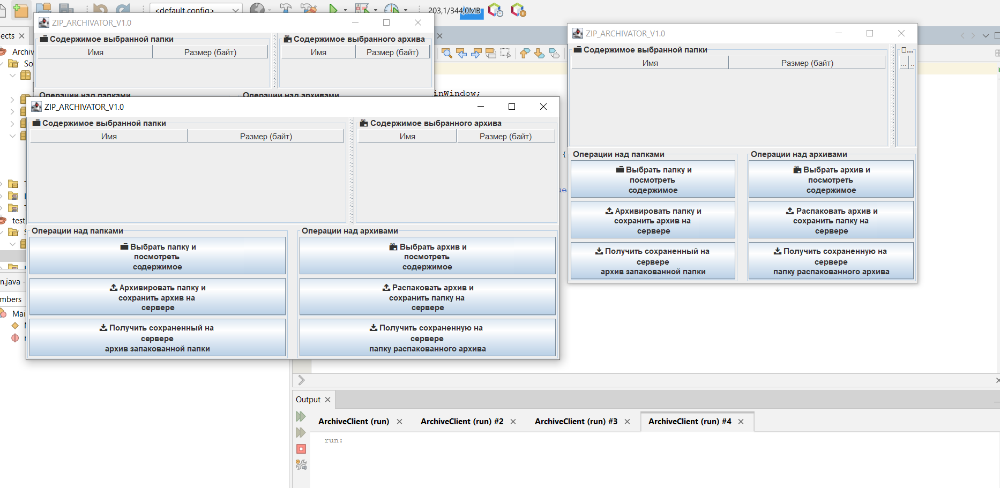 <default config>
203,1/344,0MB
ects
Archiv
So
test
n.java -
mbers
Mai
ZIP_ARCHIVATOR_V1.0
Содержимое выбранной папки
Содержимое выбранного архива
Имя
Размер (байт)
Имя
Размер (байт)
Операции над папками
Операции над архивами
inWindow;
{
ue
ZIP_ARCHIVATOR_V1.0
Содержимое выбранной папки
Содержимое выбранного архива
Имя
Размер (байт)
Имя
Размер (байт)
Операции над папками
Операции над архивами
Выбрать папку и
посмотреть
содержимое
Выбрать архив и
посмотреть
содержимое
Архивировать папку и
сохранить архив на
сервере
Распаковать архив и
сохранить папку на
сервере
Получить сохраненный на
сервере
архив запакованной папки
Получить сохраненную на
сервере
папку распакованного архива
ZIP_ARCHIVATOR_V1.0
Содержимое выбранной папки
...
Имя
Размер (байт)
...
Операции над папками
Операции над архивами
Выбрать папку и
посмотреть
содержимое
Выбрать архив и
посмотреть
содержимое
Архивировать папку и
сохранить архив на
сервере
Распаковать архив и
сохранить папку на
сервере
Получить сохраненный на
сервере
архив запакованной папки
Получить сохраненную на
сервере
папку распакованного архива
Output
ArchiveClient (run)
ArchiveClient (run) #2
ArchiveClient (run) #3
ArchiveClient (run) #4
run: